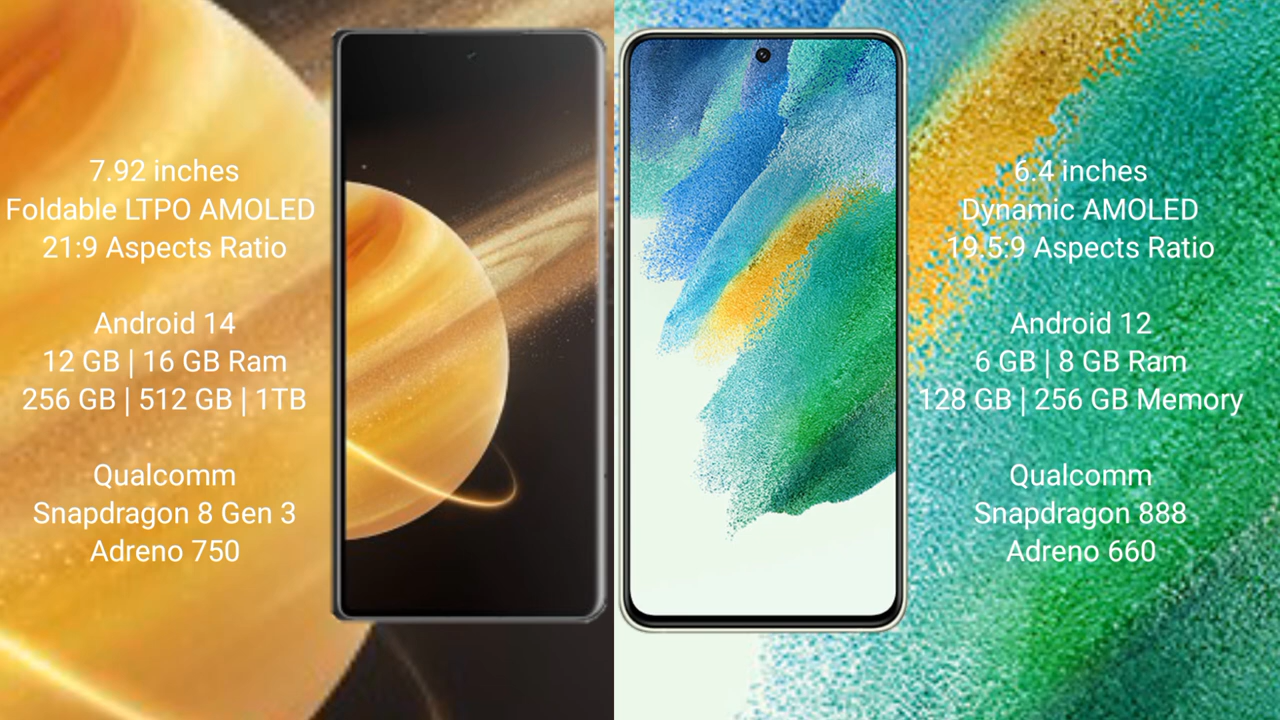 7.92 inches
Foldable LTPO AMOLED
21:9 Aspects Ratio
Android 14
12 GB | 16 GB Ram
256 GB | 512 GB | 1TB
Qualcomm
Snapdragon 8 Gen 3
Adreno 750
6.4 inches
Dynamic AMOLED
19.5:9 Aspects Ratio
Android 12
6 GB | 8 GB Ram
128 GB | 256 GB Memory
Qualcomm
Snapdragon 888
Adreno 660